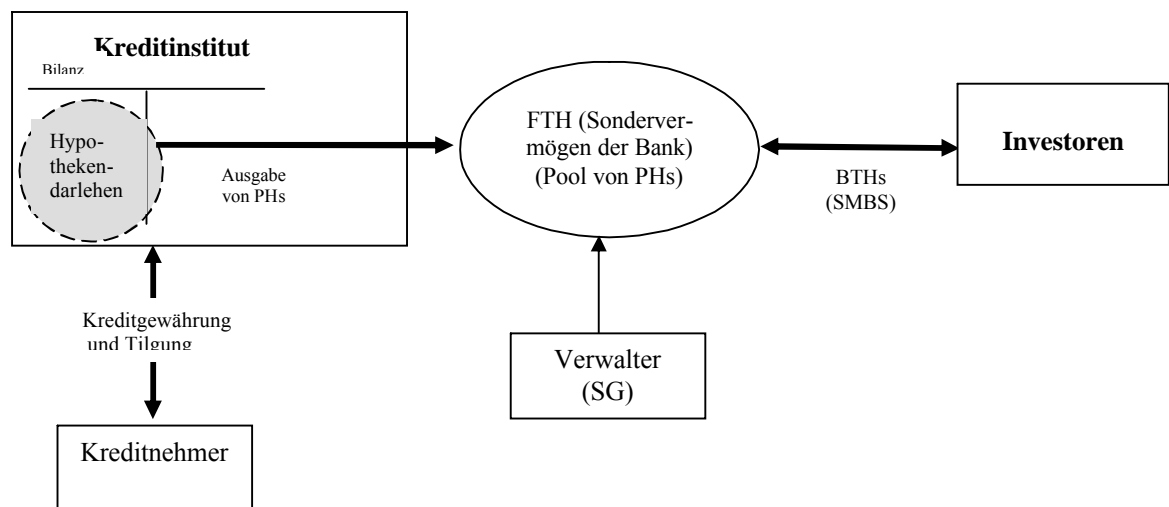 Kreditinstitut
Bilanz
Hypo-
theken-
darlehen
Ausgabe
von PHs
FTH (Sonderver-
mögen der Bank)
(Pool von PHs)
BTHs
(SMBS)
Investoren
Kreditgewährung
und Tilgung
Verwalter
(SG)
Kreditnehmer